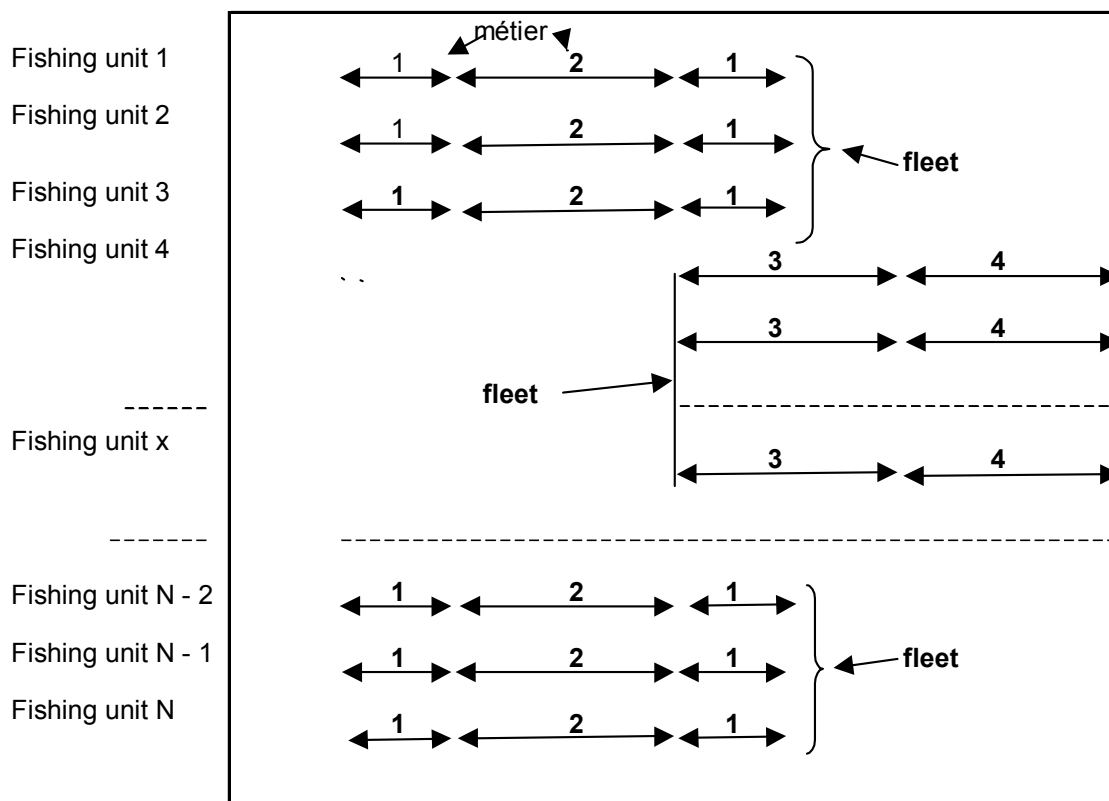 métier
Fishing unit 1 1 2 1
Fishing unit 2 1 2 1
fleet
Fishing unit 3 1 2 1
Fishing unit 4 3 4
3 4
fleet
Fishing unit x 3 4
Fishing unit N - 2 1 2 1
Fishing unit N - 1 1 2 1
fleet
Fishing unit N 1 2 1